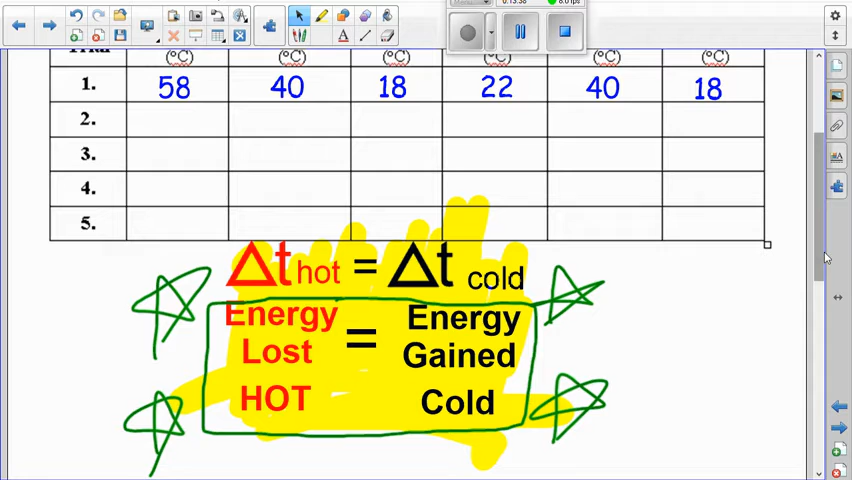 (°C) (°C) (°C) (°C) (°C) (°C)
1. 58 40 18 22 40 18
2.
3.
4.
5.
Δt hot = Δt cold
Energy = Energy
Lost Gained
HOT Cold